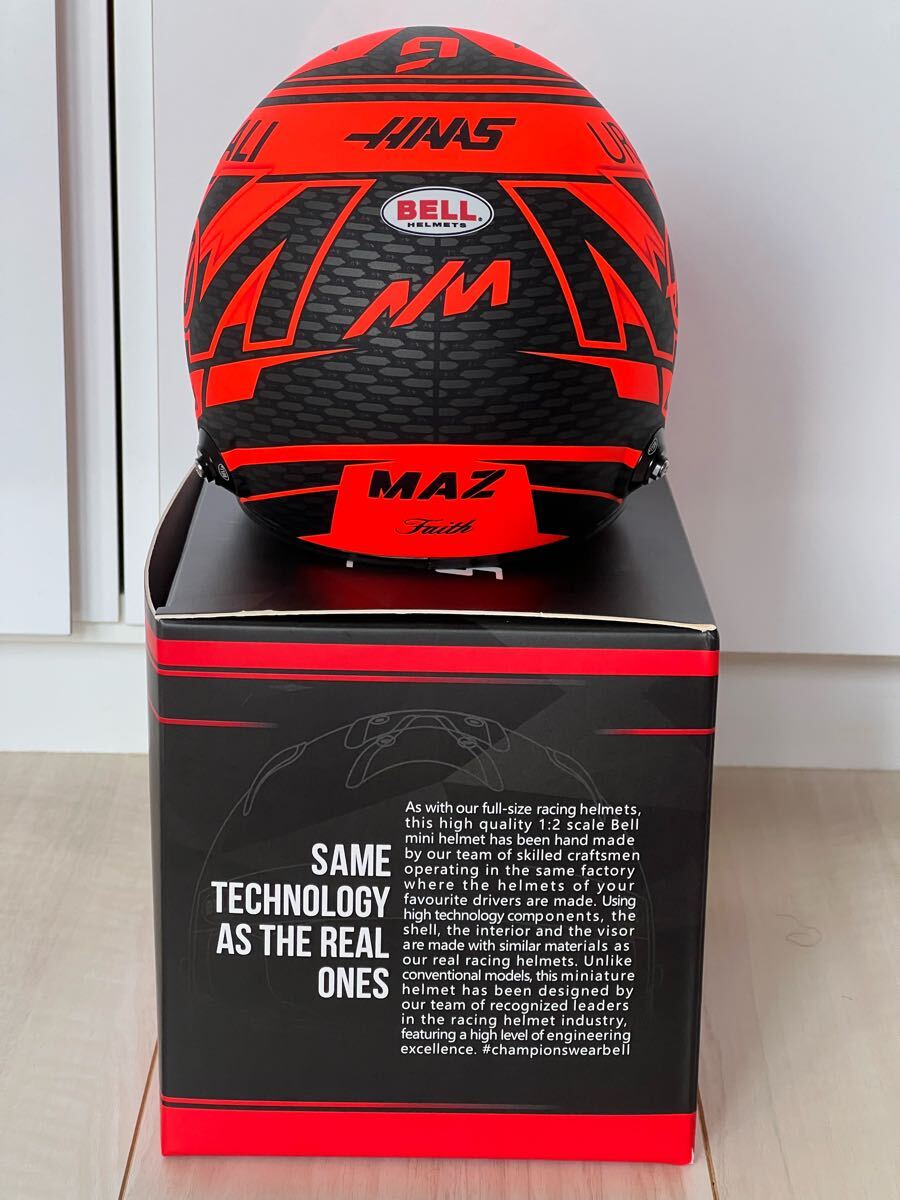 HAAS
ALI
UR
BELL
HELMETS
NM
MAZ
Faith
SAME
TECHNOLOGY
AS THE REAL
ONES
As with our full-size racing helmets,
this high quality 1:2 scale Bell
mini helmet has been hand made
by our team of skilled craftsmen
operating in the same factory
where the helmets of your
favourite drivers are made. Using
high technology components, the
shell, the interior and the visor
are made with similar materials as
our real racing helmets. Unlike
conventional models, this miniature
helmet has been designed by
our team of recognized leaders
in the racing helmet industry,
featuring a high level of engineering
excellence. #championswearbell